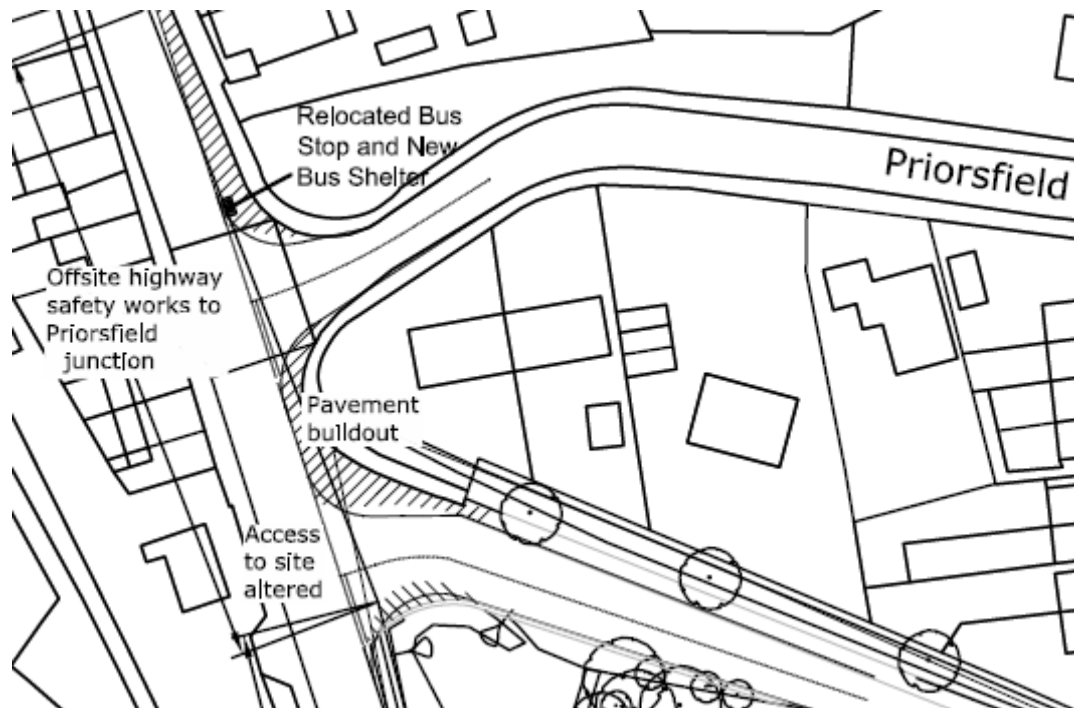 Relocated Bus
Stop and New
Bus Shelter
Priorsfield
Offsite highway
safety works to
Priorsfield
junction
Pavement
buildout
Access
to site
altered